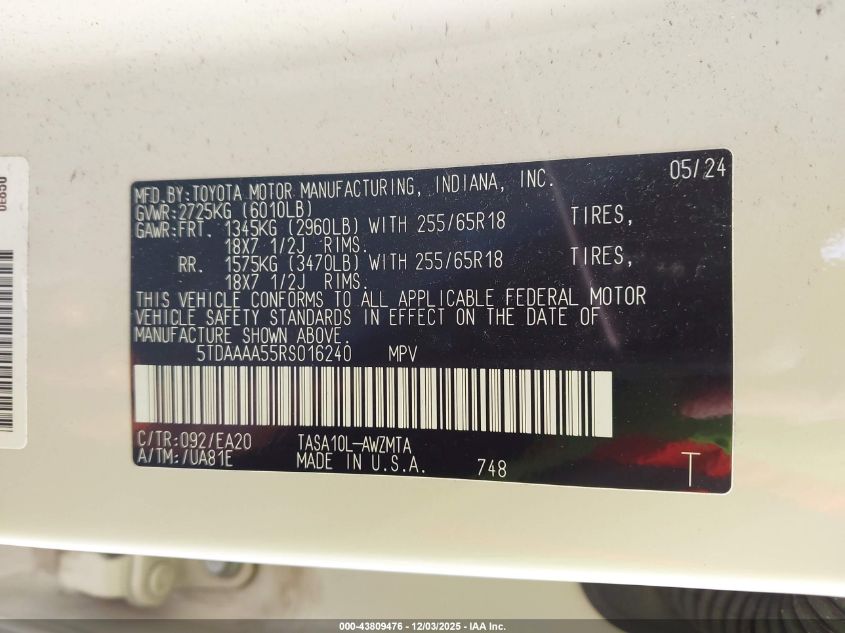 MFD.BY:TOYOTA MOTOR MANUFACTURING, INDIANA, INC. 05/24
GVWR:2725KG (6010LB)
GAWR:FRT. 1345KG (2960LB) WITH 255/65R18 TIRES,
18X7 1/2J RIMS.
RR. 1575KG (3470LB) WITH 255/65R18 TIRES,
18X7 1/2J RIMS.
THIS VEHICLE CONFORMS TO ALL APPLICABLE FEDERAL MOTOR
VEHICLE SAFETY STANDARDS IN EFFECT ON THE DATE OF
MANUFACTURE SHOWN ABOVE.
5TDAAAA55RS016240 MPV
C/TR:092/EA20 TASA10L-AWZMTA
A/TM:/UA81E MADE IN U.S.A. 748 T
000-43809476 - 12/03/2025 - IAA Inc.